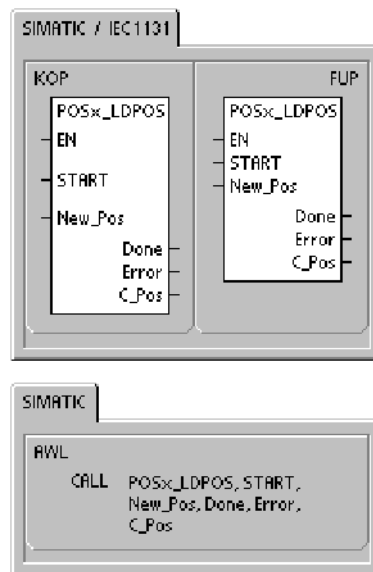 SIMATIC / IEC1131
KOP
FUP
POSx_LDPOS
EN
START
New_Pos
Done
Error
C_Pos
POSx_LDPOS
EN
START
New_Pos
Done
Error
C_Pos
SIMATIC
AWL
CALL POSx_LDPOS, START,
New_Pos, Done, Error,
C_Pos